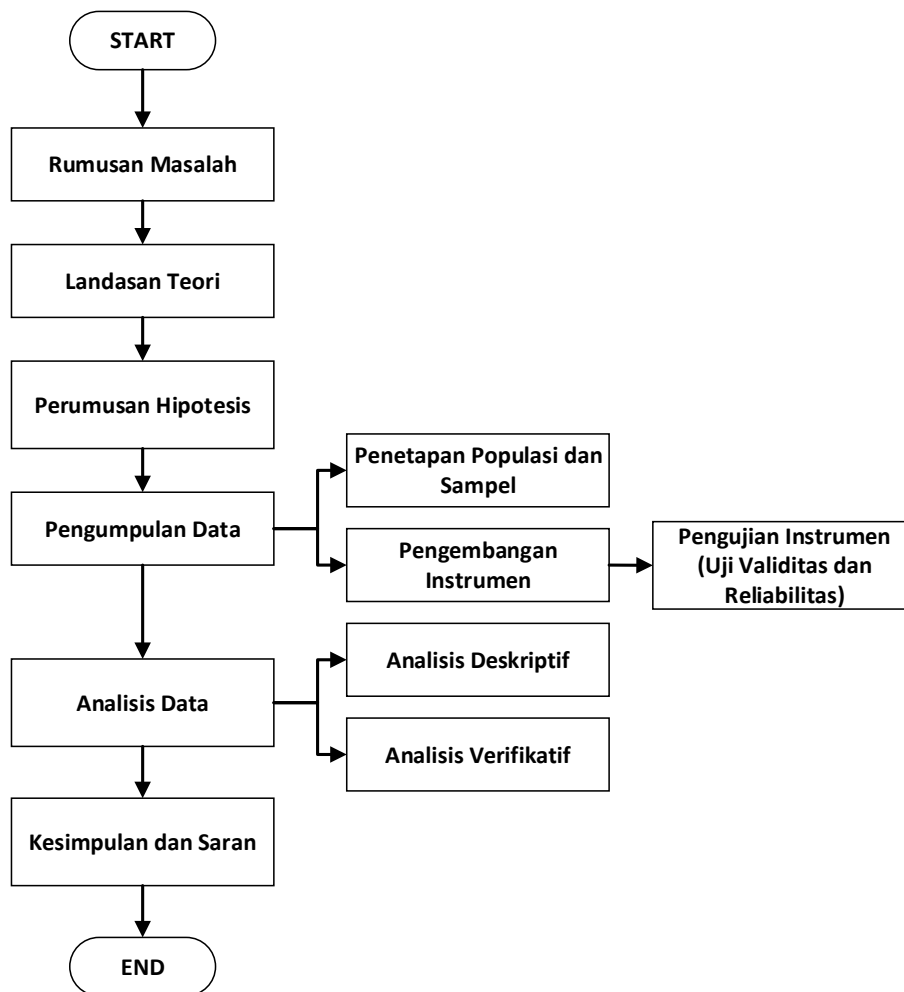 START
Rumusan Masalah
Landasan Teori
Perumusan Hipotesis
Pengumpulan Data
Penetapan Populasi dan
Sampel
Pengembangan
Instrumen
Pengujian Instrumen
(Uji Validitas dan
Reliabilitas)
Analisis Data
Analisis Deskriptif
Analisis Verifikatif
Kesimpulan dan Saran
END